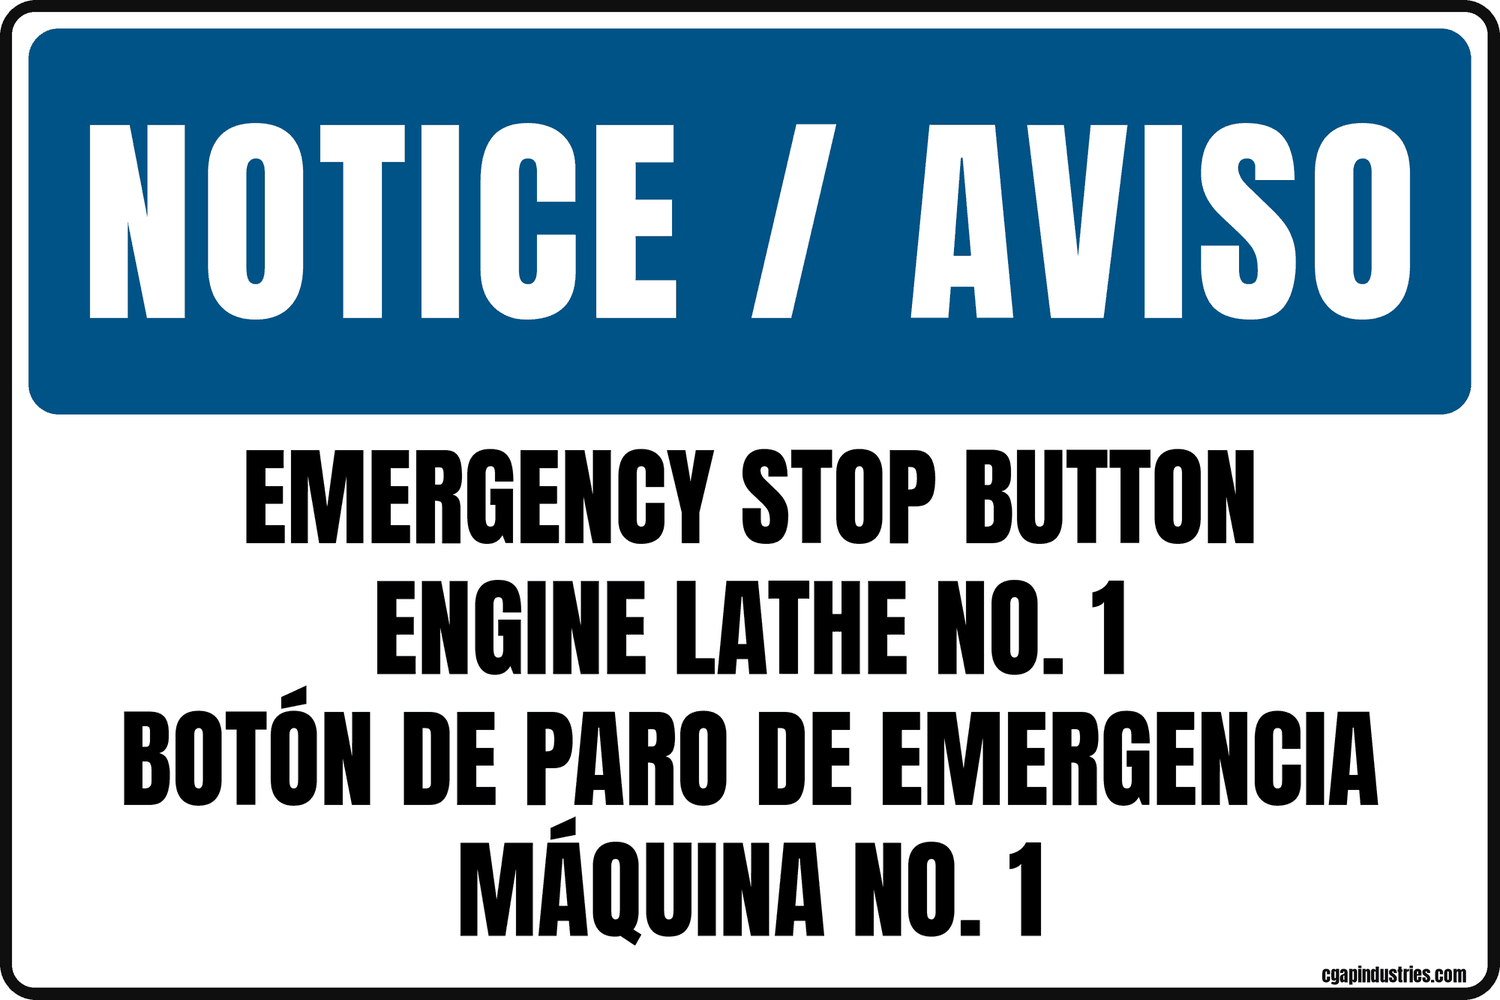 NOTICE / AVISO
EMERGENCY STOP BUTTON
ENGINE LATHE NO. 1
BOTÓN DE PARO DE EMERGENCIA
MÁQUINA NO. 1
cgapindustries.com